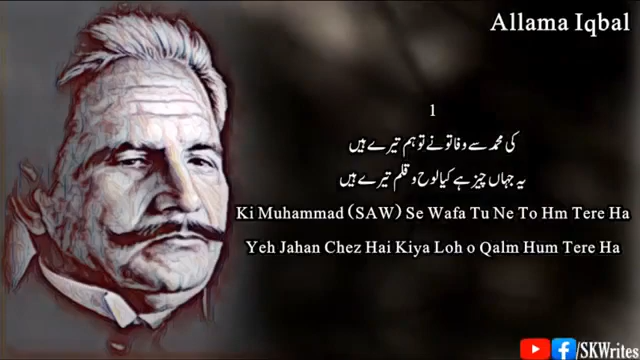 Allama Iqbal
1
کی محمد سے وفا تو نے تو ہم تیرے ہیں
یہ جہاں چیز ہے کیا لوح و قلم تیرے ہیں
Ki Muhammad (SAW) Se Wafa Tu Ne To Hm Tere Ha
Yeh Jahan Chez Hai Kiya Loh o Qalm Hum Tere Ha
/SKWrites